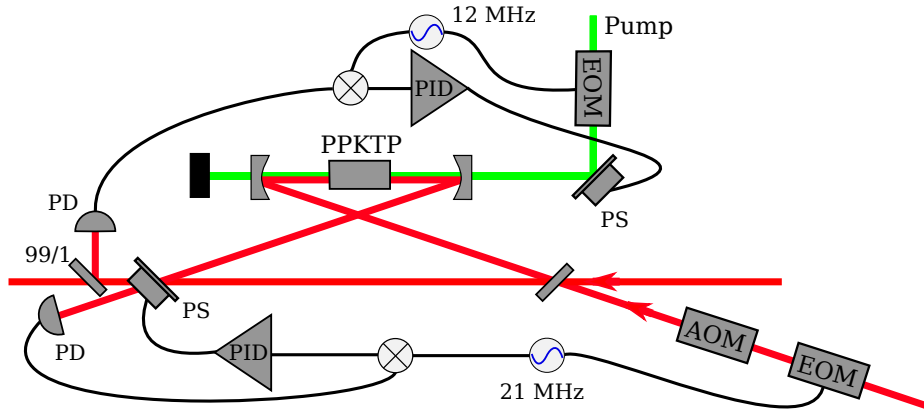 12 MHz
Pump
EOM
PID
PPKTP
PD
PS
99/1
PS
AOM
PD
PID
EOM
21 MHz